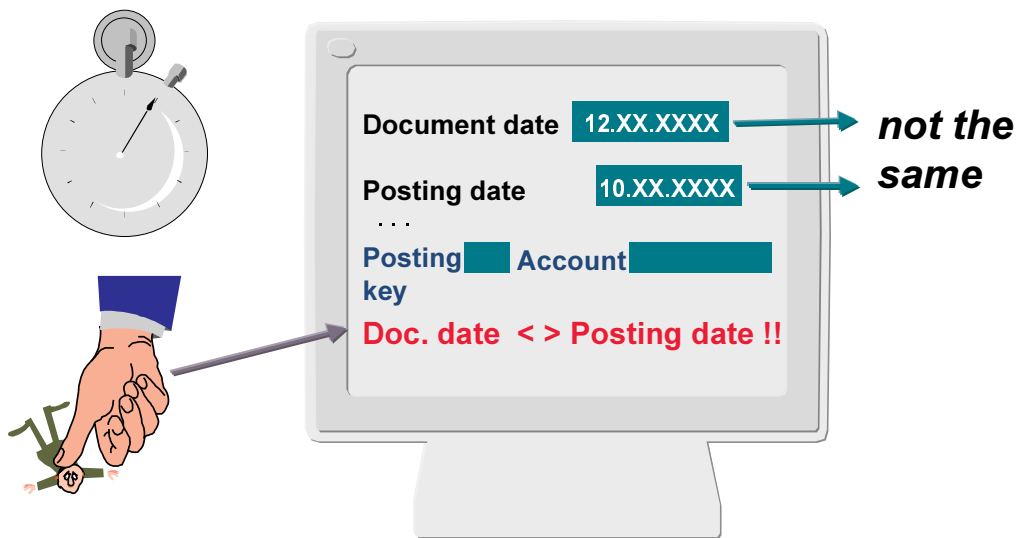 Document date 12.XX.XXXX
not the
same
Posting date 10.XX.XXXX
. . .
Posting Account
key
Doc. date < > Posting date !!